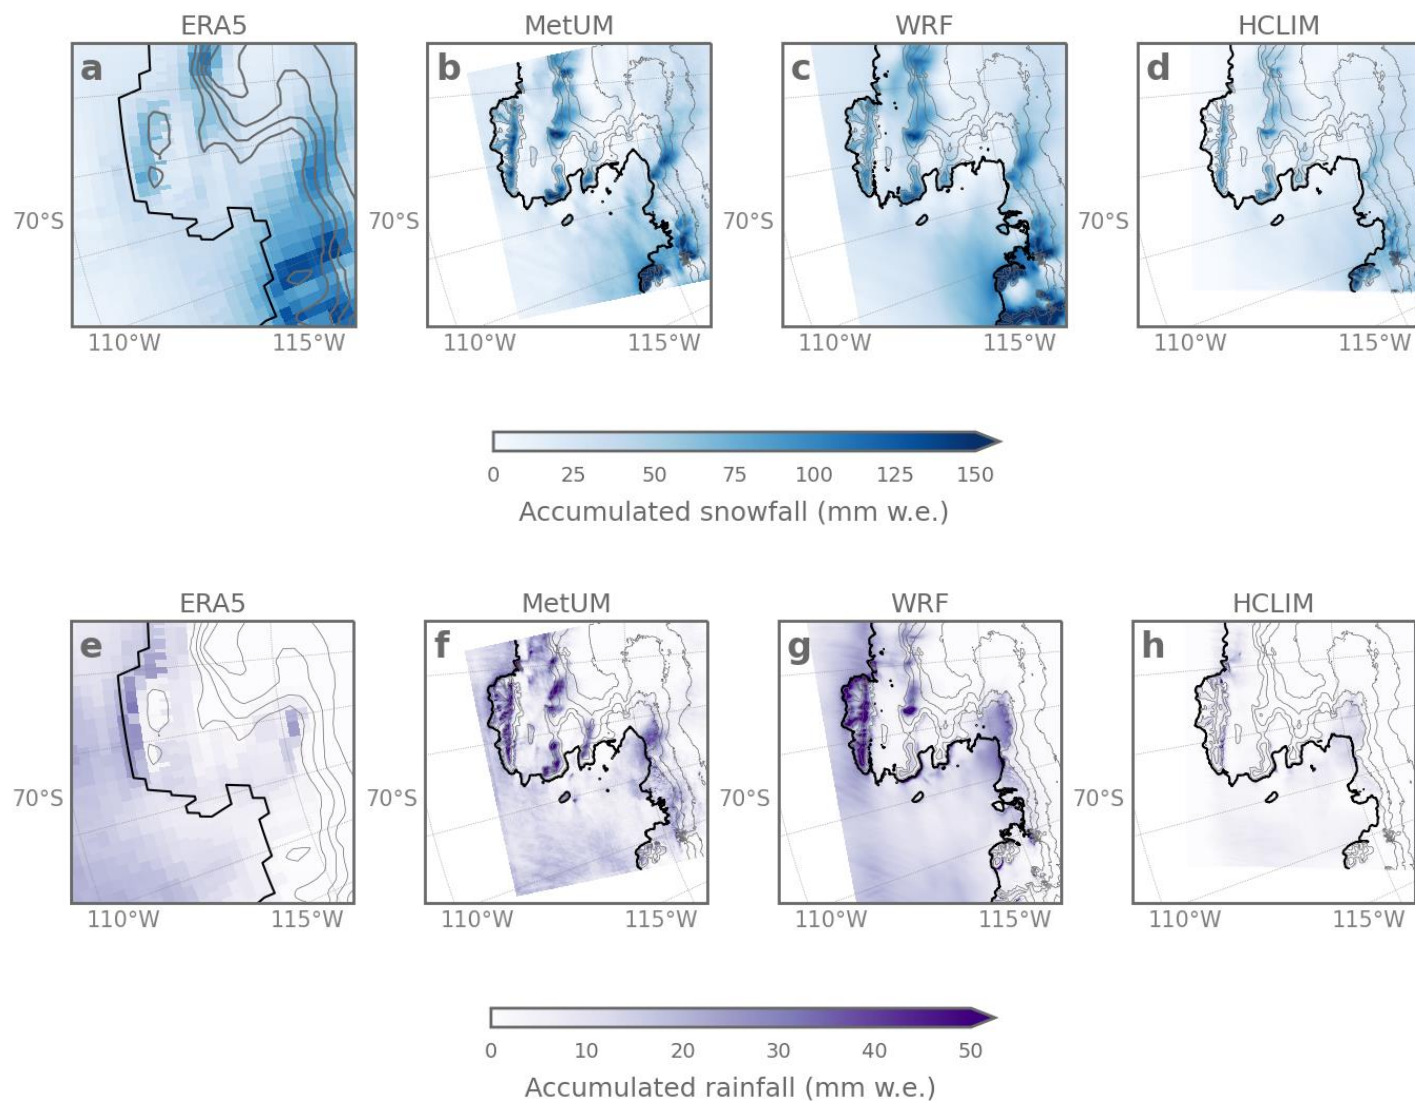 ERA5 MetUM WRF HCLIM
a b c d
70°S 70°S 70°S 70°S
110°W 115°W 110°W 115°W 110°W 115°W 110°W 115°W
0 25 50 75 100 125 150
Accumulated snowfall (mm w.e.)
ERA5 MetUM WRF HCLIM
e f g h
70°S 70°S 70°S 70°S
110°W 115°W 110°W 115°W 110°W 115°W 110°W 115°W
0 10 20 30 40 50
Accumulated rainfall (mm w.e.)